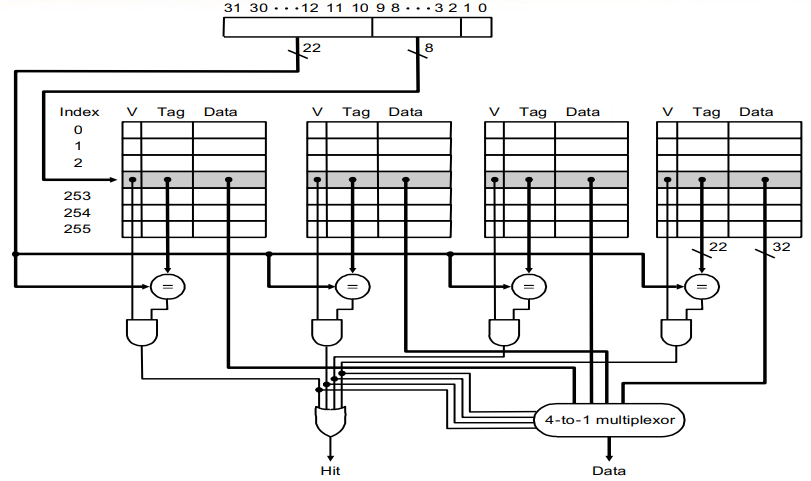 31 30 ··· 12 11 10 9 8 ··· 3 2 1 0
22 8
Index V Tag Data V Tag Data V Tag Data V Tag Data
0
1
2
253
254
255
22 32
= = = =
4-to-1 multiplexor
Hit Data